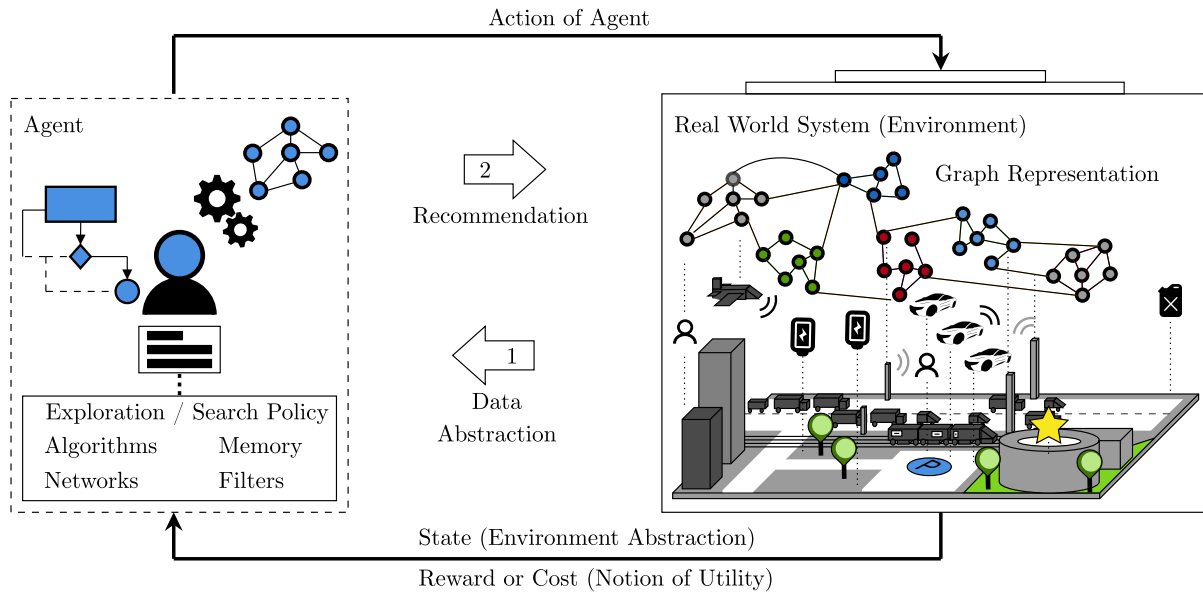 Action of Agent
Agent
Real World System (Environment)
Graph Representation
2
Recommendation
1
Data
Abstraction
Exploration / Search Policy
Algorithms Memory
Networks Filters
P
State (Environment Abstraction)
Reward or Cost (Notion of Utility)